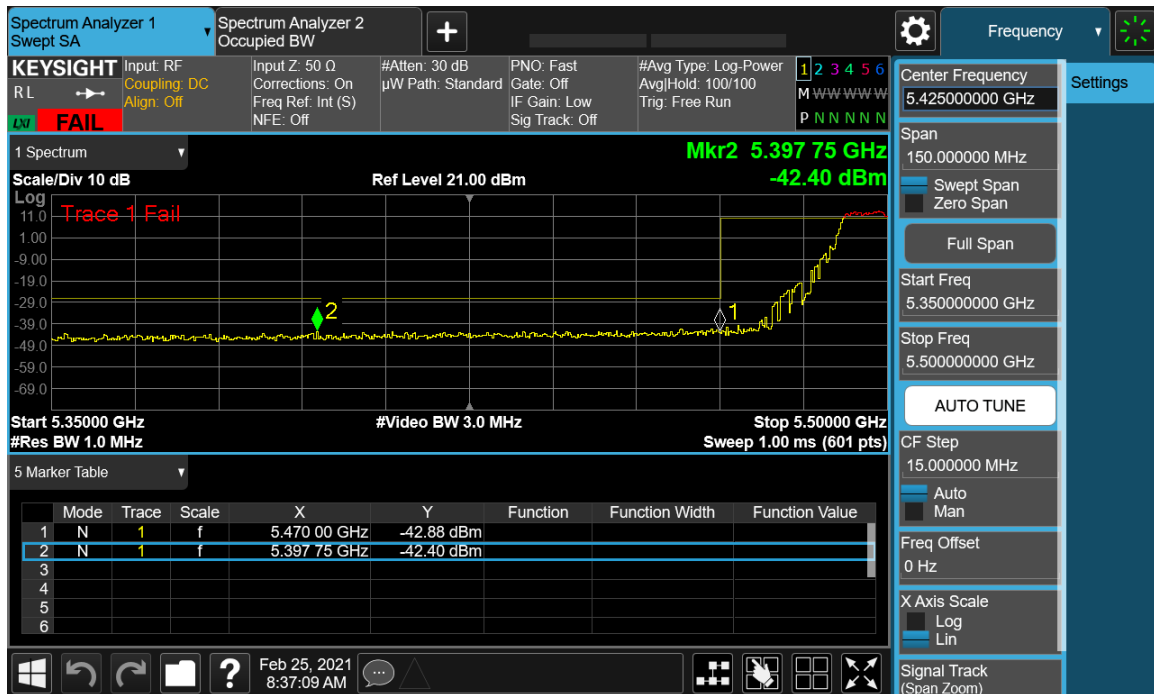 Spectrum Analyzer 1
Swept SA
Spectrum Analyzer 2
Occupied BW
+
Frequency
KEYSIGHT
R L
LXI
FAIL
Input: RF
Coupling: DC
Align: Off
Input Z: 50 Ω
Corrections: On
Freq Ref: Int (S)
NFE: Off
#Atten: 30 dB
µW Path: Standard
PNO: Fast
Gate: Off
IF Gain: Low
Sig Track: Off
#Avg Type: Log-Power
Avg|Hold: 100/100
Trig: Free Run
1 2 3 4 5 6
M W W W W W
P N N N N N
1 Spectrum
Scale/Div 10 dB
Ref Level 21.00 dBm
Mkr2 5.397 75 GHz
-42.40 dBm
Log
Trace 1 Fail
11.0
1.00
-9.00
-19.0
-29.0
-39.0
-49.0
-59.0
-69.0
2
1
Start 5.35000 GHz
#Video BW 3.0 MHz
Stop 5.50000 GHz
#Res BW 1.0 MHz
Sweep 1.00 ms (601 pts)
5 Marker Table
Mode Trace Scale X Y Function Function Width Function Value
1 N 1 f 5.470 00 GHz -42.88 dBm
2 N 1 f 5.397 75 GHz -42.40 dBm
3
4
5
6
Feb 25, 2021
8:37:09 AM
?
Settings
Center Frequency
5.425000000 GHz
Span
150.000000 MHz
Swept Span
Zero Span
Full Span
Start Freq
5.350000000 GHz
Stop Freq
5.500000000 GHz
AUTO TUNE
CF Step
15.000000 MHz
Auto
Man
Freq Offset
0 Hz
X Axis Scale
Log
Lin
Signal Track
(Span Zoom)